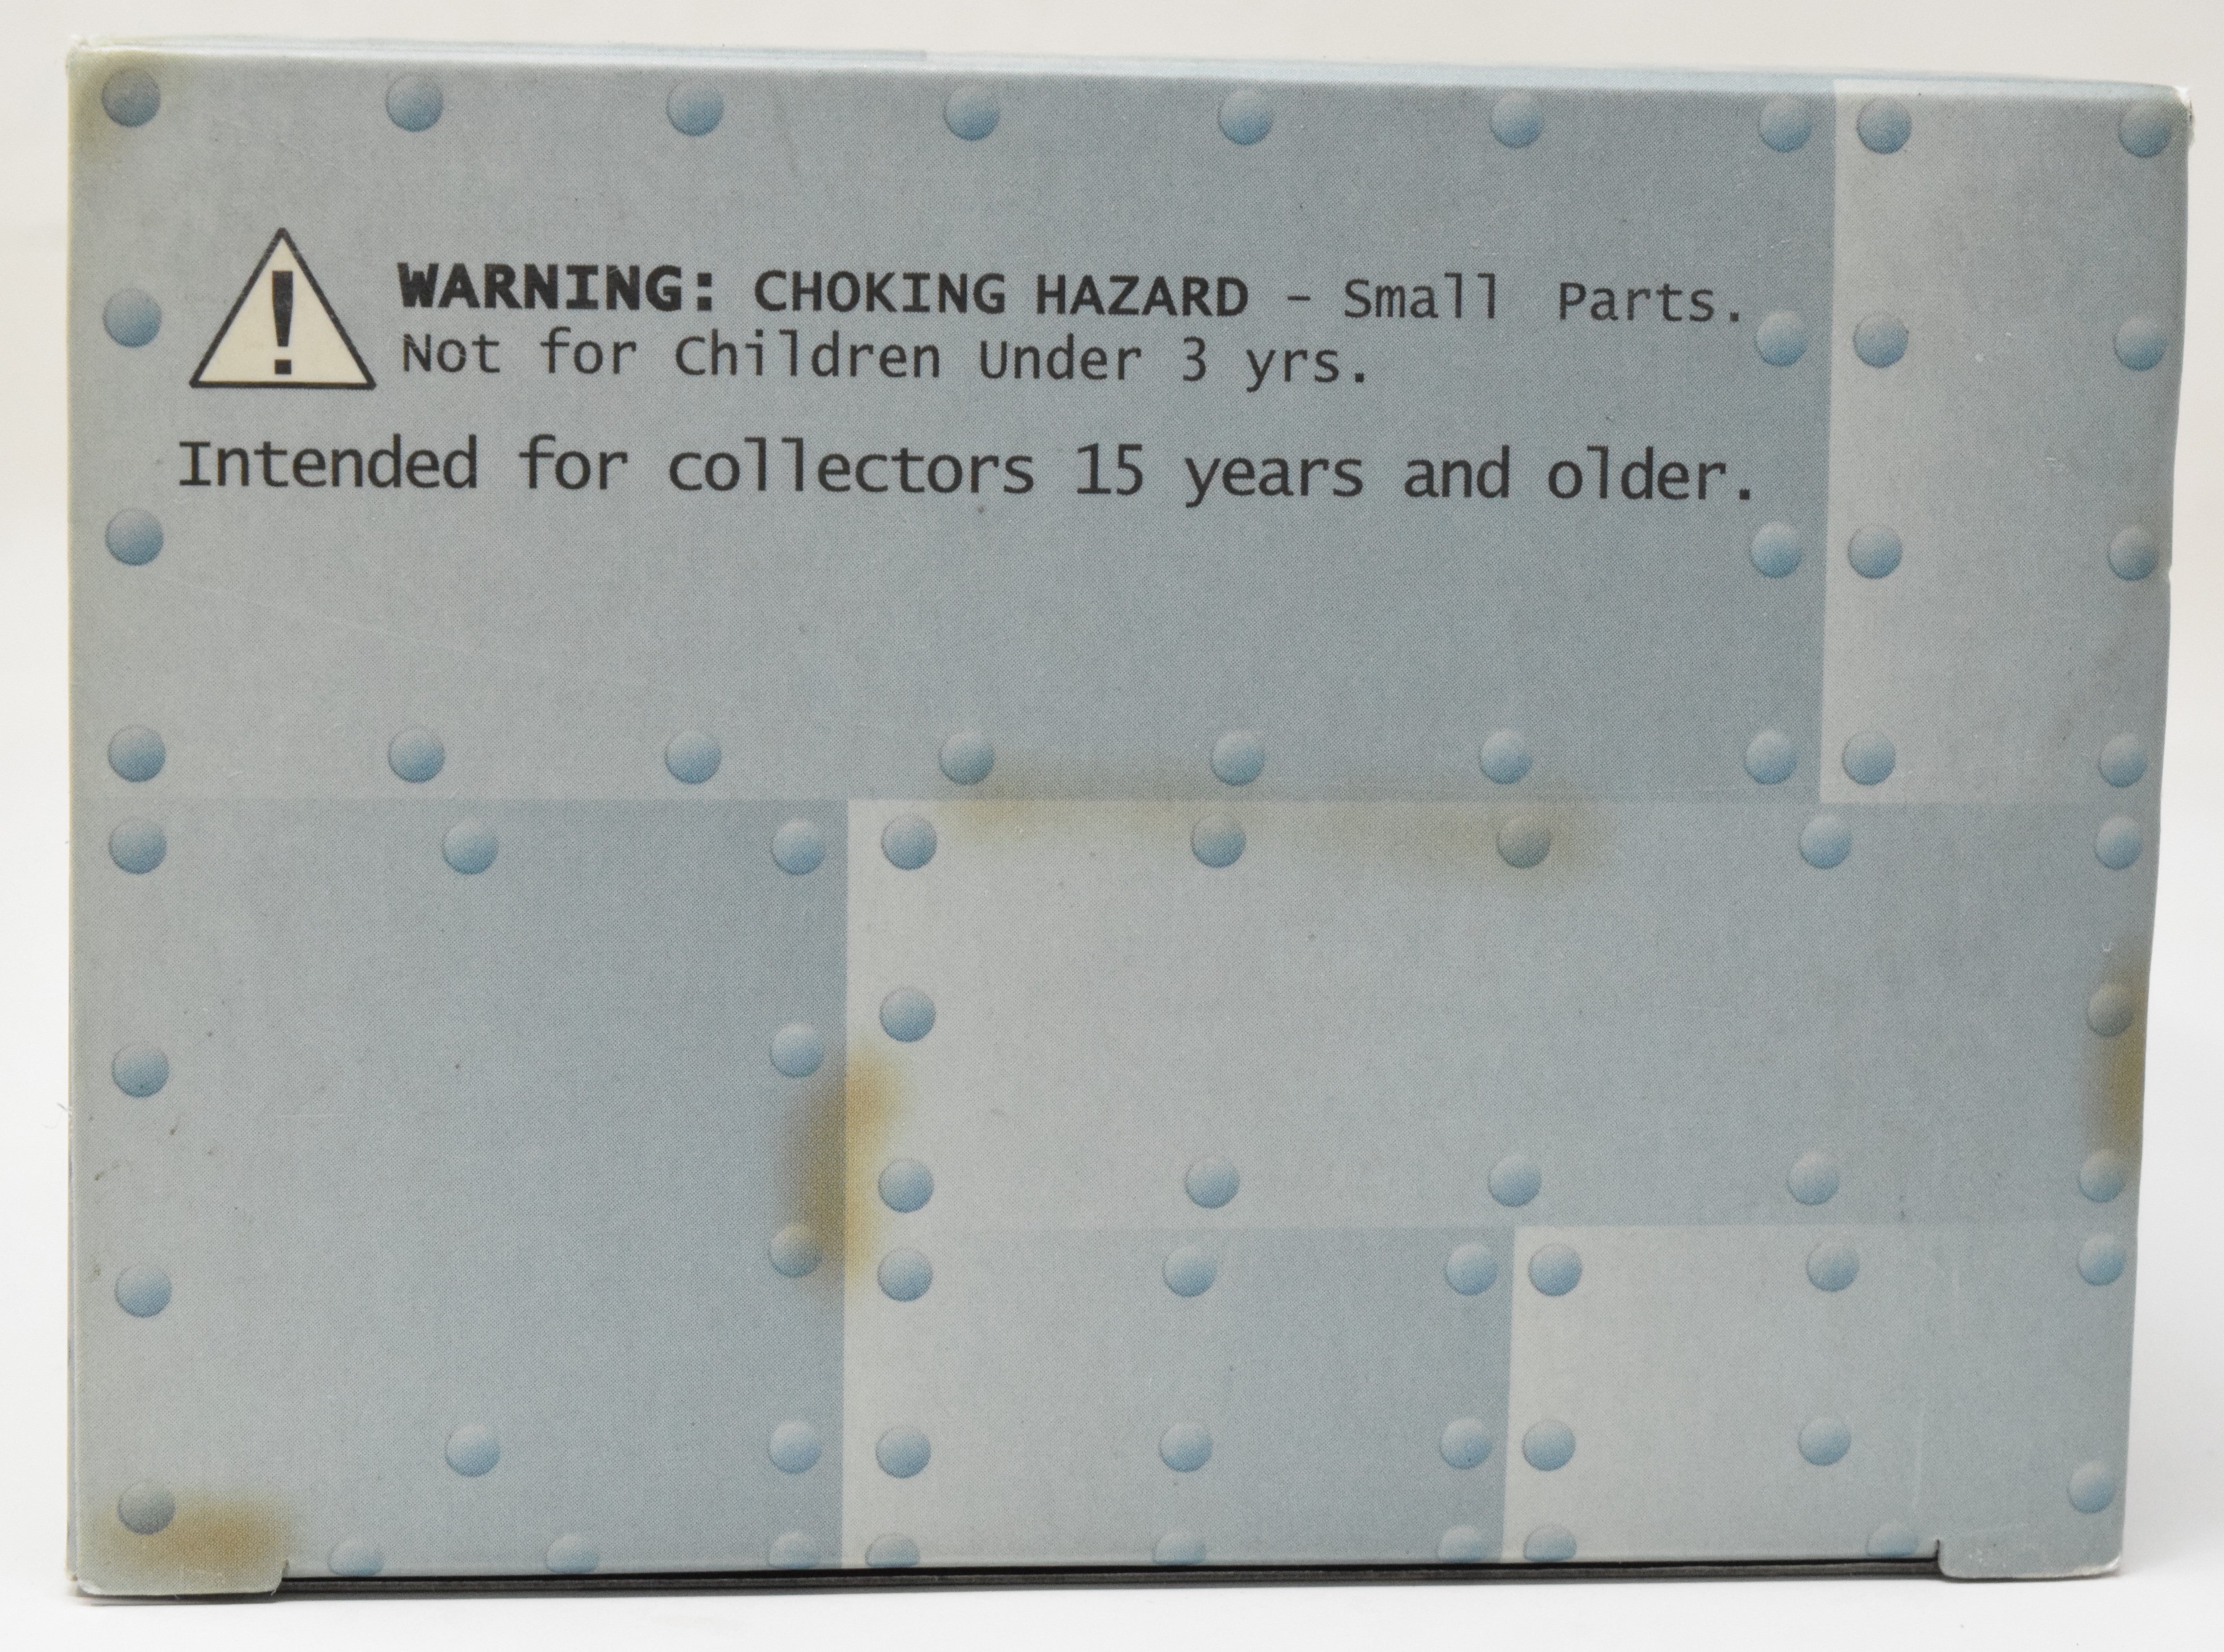 WARNING: CHOKING HAZARD – Small Parts.
Not for Children Under 3 yrs.
Intended for collectors 15 years and older.